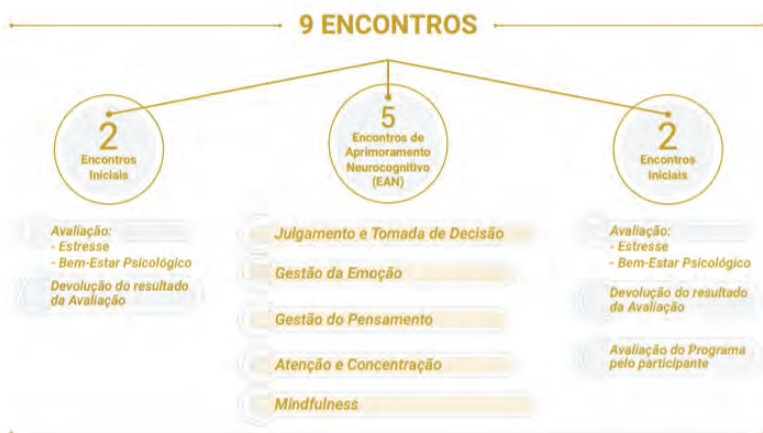 9 ENCONTROS
2
Encontros
Iniciais
5
Encontros de
Aprimoramento
Neurocognitivo
(EAN)
2
Encontros
Iniciais
Avaliação:
- Estresse
- Bem-Estar Psicológico
Devolução do resultado
da Avaliação
Julgamento e Tomada de Decisão
Gestão da Emoção
Gestão do Pensamento
Atenção e Concentração
Mindfulness
Avaliação:
- Estresse
- Bem-Estar Psicológico
Devolução do resultado
da Avaliação
Avaliação do Programa
pelo participante